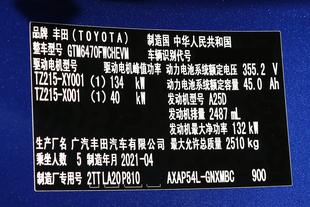 品牌 丰田(TOYOTA) 制造国 中华人民共和国
整车型号 GTM6470FWCHEVM 车辆识别代号
驱动电机型号 驱动电机峰值功率 动力电池系统额定电压 355.2 V
TZ215-XY001 (1) 134 kW 动力电池系统额定容量 45.0 Ah
TZ215-X001 (1) 40 kW 发动机型号 A25D
发动机排量 2487 mL
发动机最大净功率 132 kW
生产厂 广汽丰田汽车有限公司 最大允许总质量 2510 kg
乘坐人数 5 制造年月 2021-04
制造厂专用号 2TTLA20P810 AXAP54L-GNXMBC 900